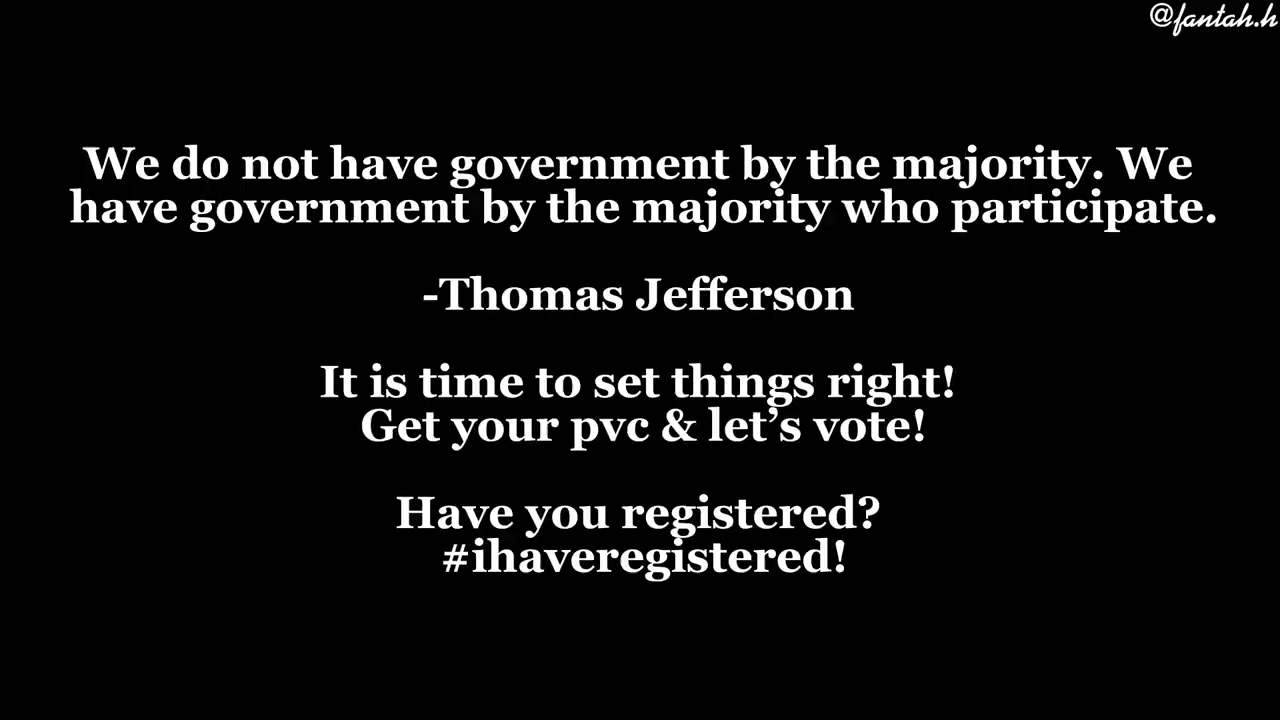 @fantah.h
We do not have government by the majority. We
have government by the majority who participate.
-Thomas Jefferson
It is time to set things right!
Get your pvc & let’s vote!
Have you registered?
#ihaveregistered!